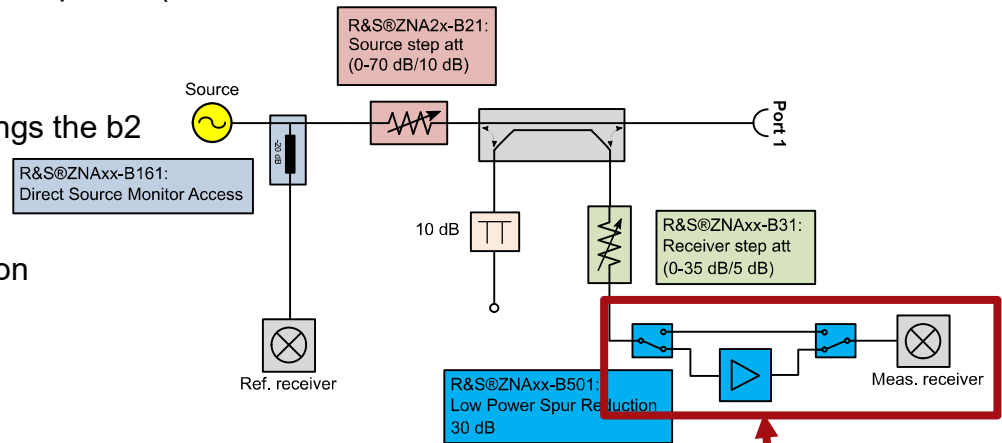 R&S®ZNA2x-B21:
Source step att
(0-70 dB/10 dB)
Source
ngs the b2
Port 1
-20 dB
R&S®ZNAxx-B161:
Direct Source Monitor Access
10 dB
R&S®ZNAxx-B31:
Receiver step att
(0-35 dB/5 dB)
on
Ref. receiver
R&S®ZNAxx-B501:
Low Power Spur Reduction
30 dB
Meas. receiver